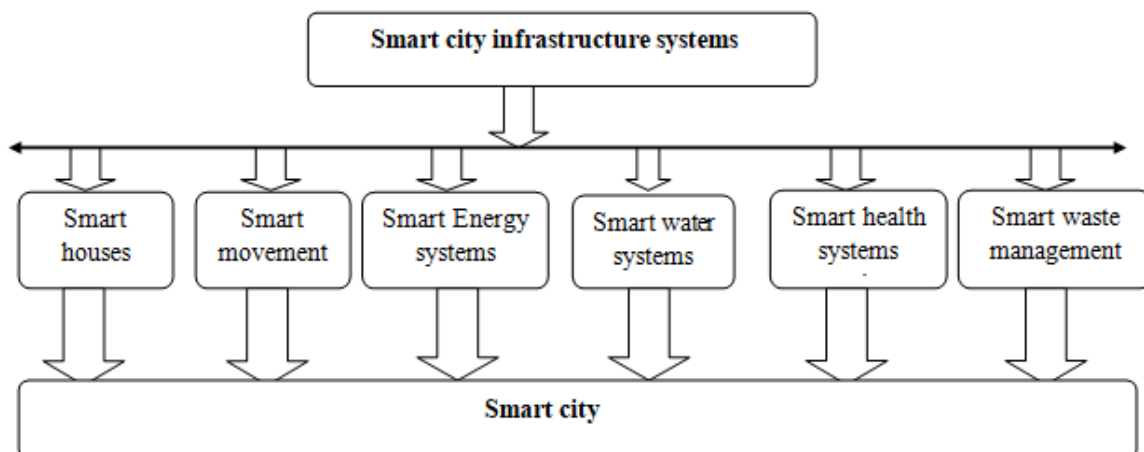 Smart city infrastructure systems
Smart
houses
Smart
movement
Smart Energy
systems
Smart water
systems
Smart health
systems
Smart waste
management
Smart city